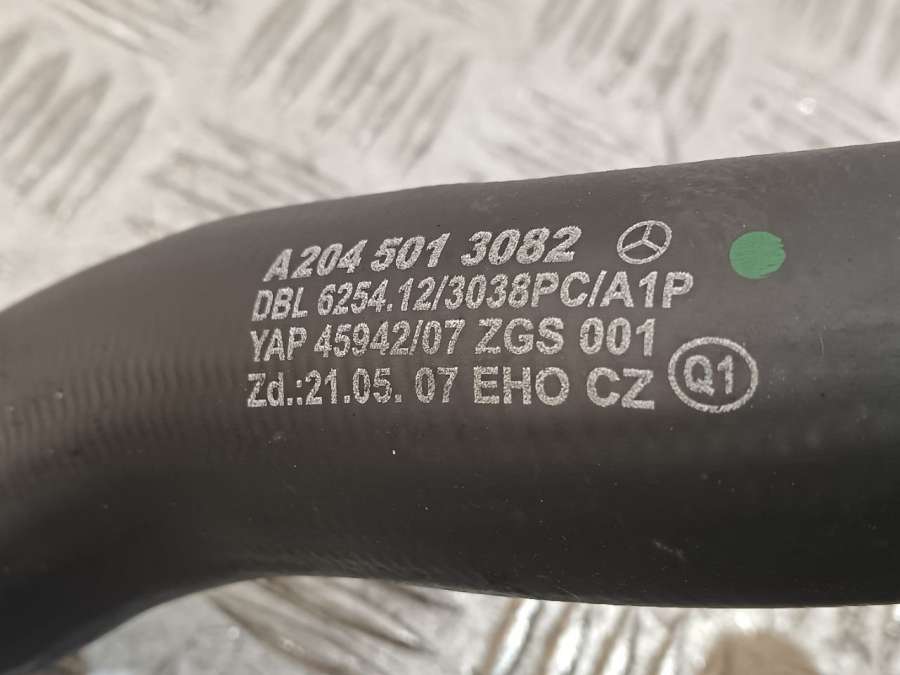 A204 501 3082
DBL 6254.12/3038PC/A1P
YAP 45942/07 ZGS 001
Zd.:21.05. 07 EHO CZ Q1